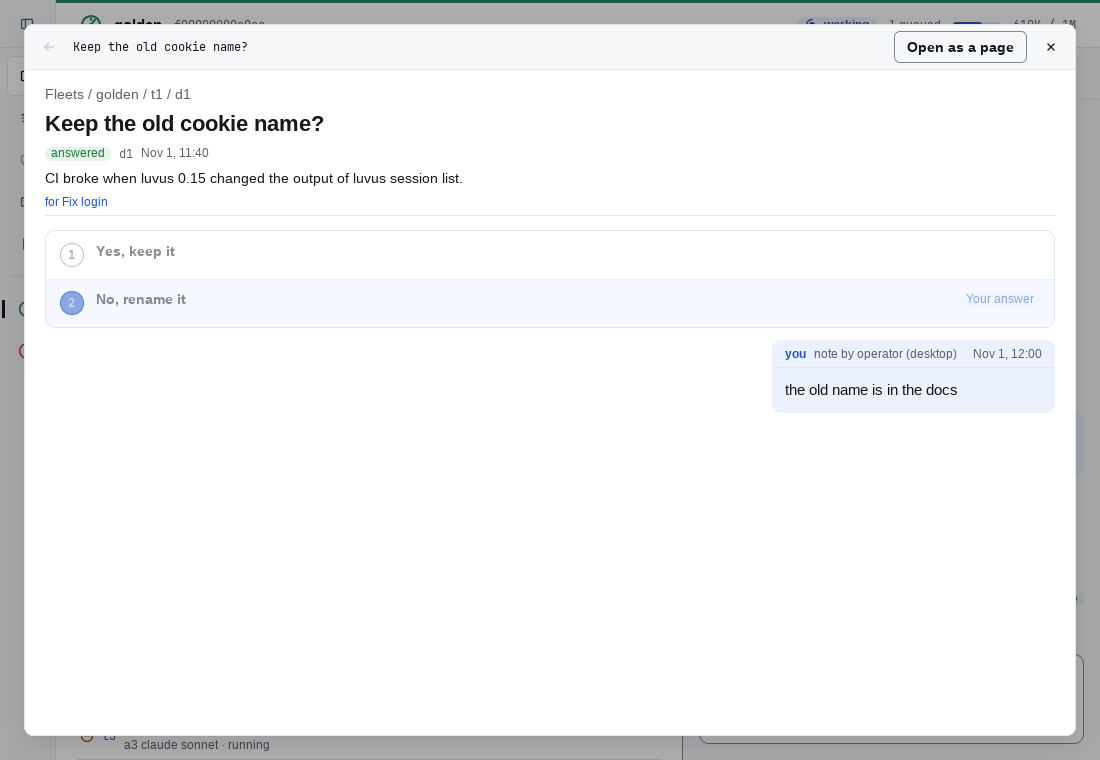 Keep the old cookie name?
Open as a page
Fleets / golden / t1 / d1
Keep the old cookie name?
answered d1 Nov 1, 11:40
CI broke when luvus 0.15 changed the output of luvus session list.
for Fix login
1 Yes, keep it
2 No, rename it Your answer
you note by operator (desktop) Nov 1, 12:00
the old name is in the docs
a3 claude sonnet · running